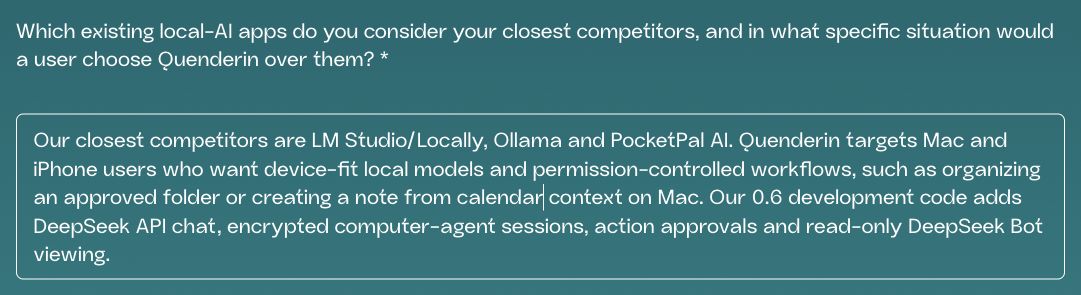 Which existing local-AI apps do you consider your closest competitors, and in what specific situation would
a user choose Quenderin over them? *
Our closest competitors are LM Studio/Locally, Ollama and PocketPal AI. Quenderin targets Mac and
iPhone users who want device-fit local models and permission-controlled workflows, such as organizing
an approved folder or creating a note from calendar context on Mac. Our 0.6 development code adds
DeepSeek API chat, encrypted computer-agent sessions, action approvals and read-only DeepSeek Bot
viewing.